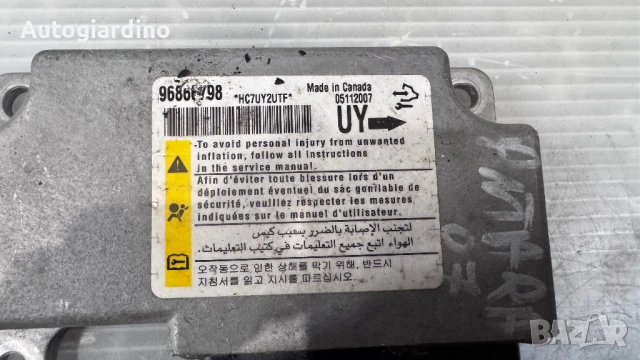 Autogiardino
*HC7UY2UTF*
Made in Canada
05112007
UY
-To avoid personal injury from unwanted
inflation, follow all instructions
in the service manual.
Afin d'éviter toute blessure lors d'un
déploiement éventuel du sac gonflable de
sécurité, veuillez respecter les mesures
indiquées sur le manuel d'utilisateur.
لتجنب الإصابة بالضرر بسبب كيس
الهواء اتبع جميع التعليمات في كتيب التعليمات.
오작동으로 인한 상해를 막기 위해, 반드시
지침서를 읽고 지시를 따르십시오.
BAZAR